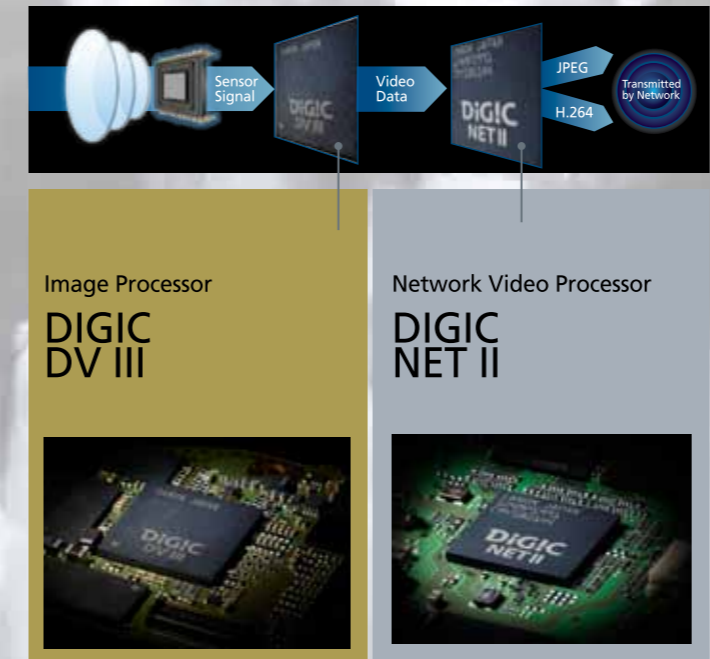 Sensor
Signal
DIGIC
DV III
Video
Data
DIGIC
NET II
JPEG
H.264
Transmitted
by Network
Image Processor
DIGIC
DV III
Network Video Processor
DIGIC
NET II
DIGIC
DV III
DIGIC
NET II